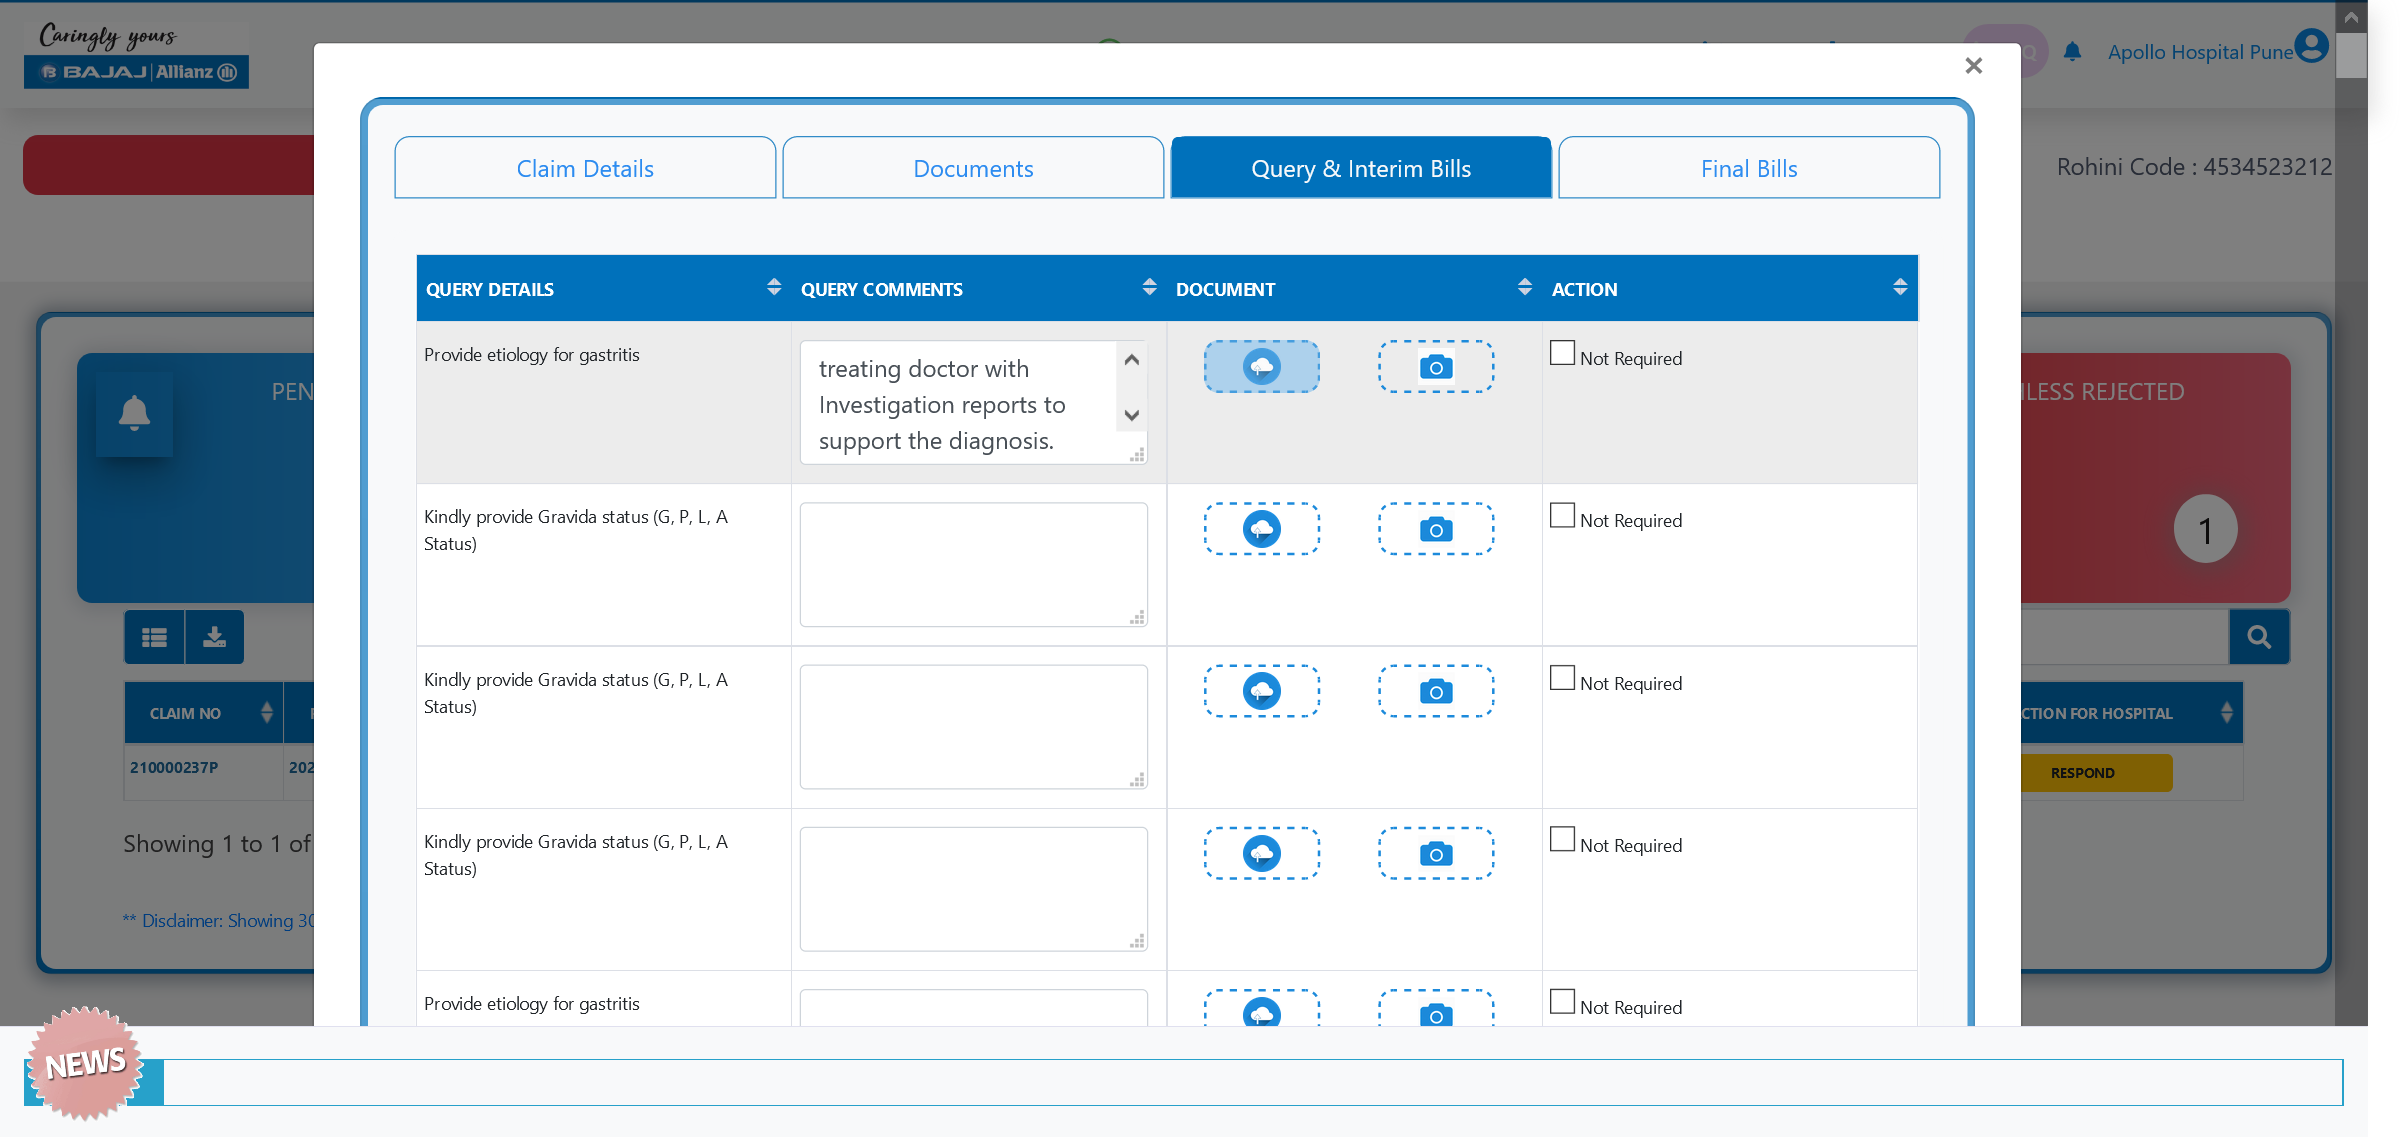 Caringly yours
BAJAJ | Allianz
Apollo Hospital Pune
Rohini Code : 4534523212
×
Claim Details
Documents
Query & Interim Bills
Final Bills
QUERY DETAILS
QUERY COMMENTS
DOCUMENT
ACTION
Provide etiology for gastritis
treating doctor with
Investigation reports to
support the diagnosis.
Not Required
Kindly provide Gravida status (G, P, L, A
Status)
Not Required
Kindly provide Gravida status (G, P, L, A
Status)
Not Required
Kindly provide Gravida status (G, P, L, A
Status)
Not Required
Provide etiology for gastritis
Not Required
PEN
LESS REJECTED
1
CLAIM NO
CTION FOR HOSPITAL
210000237P
202
RESPOND
Showing 1 to 1 of
** Disclaimer: Showing 30
NEWS